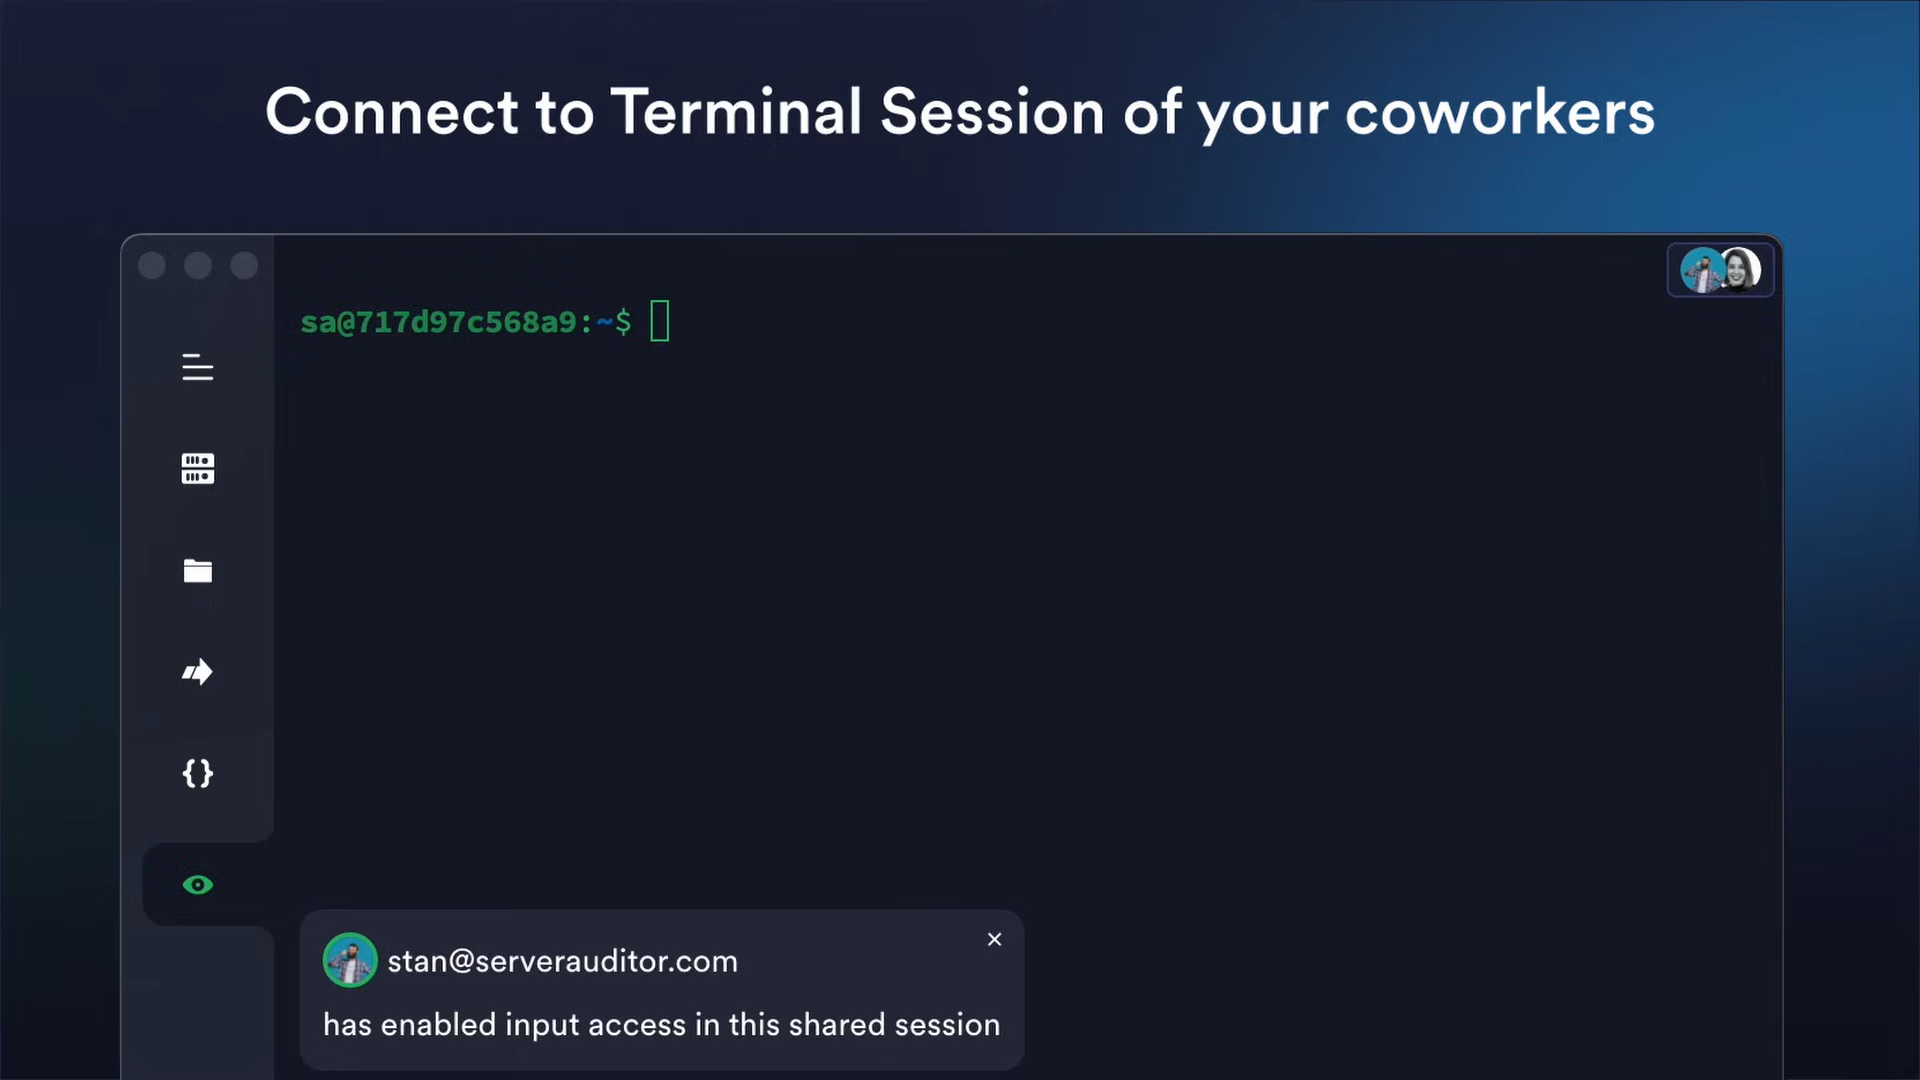 Connect to Terminal Session of your coworkers
sa@717d97c568a9:~$
stan@serverauditor.com
has enabled input access in this shared session